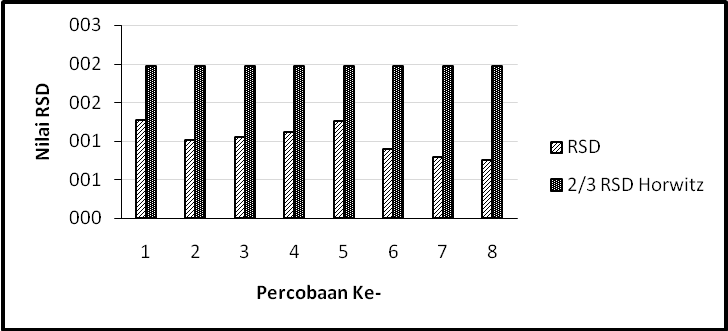 Nilai RSD
003
002
002
001
001
000
1 2 3 4 5 6 7 8
Percobaan Ke-
RSD
2/3 RSD Horwitz